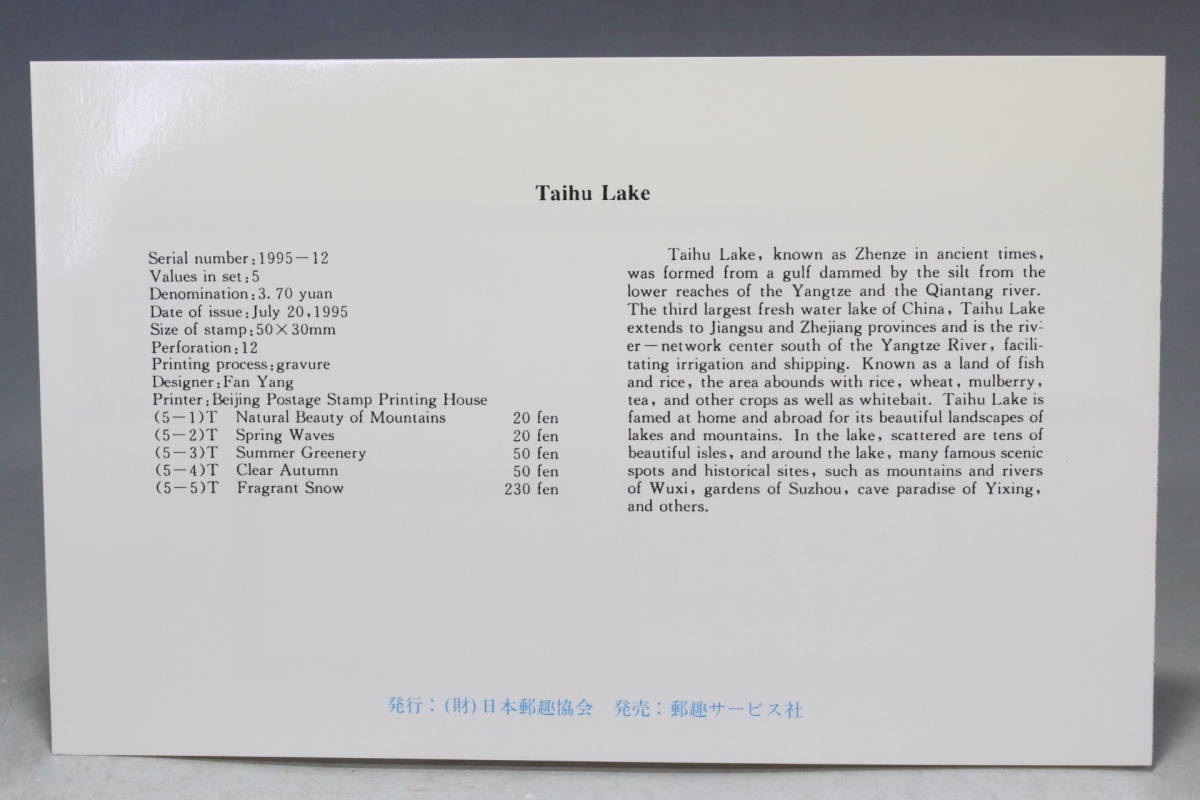 Taihu Lake
Serial number:1995−12
Values in set:5
Denomination:3.70 yuan
Date of issue:July 20,1995
Size of stamp:50×30mm
Perforation:12
Printing process:gravure
Designer:Fan Yang
Printer:Beijing Postage Stamp Printing House
(5−1)T Natural Beauty of Mountains 20 fen
(5−2)T Spring Waves 20 fen
(5−3)T Summer Greenery 50 fen
(5−4)T Clear Autumn 50 fen
(5−5)T Fragrant Snow 230 fen
Taihu Lake, known as Zhenze in ancient times,
was formed from a gulf dammed by the silt from the
lower reaches of the Yangtze and the Qiantang river.
The third largest fresh water lake of China, Taihu Lake
extends to Jiangsu and Zhejiang provinces and is the riv-
er−network center south of the Yangtze River, facili-
tating irrigation and shipping. Known as a land of fish
and rice, the area abounds with rice, wheat, mulberry,
tea, and other crops as well as whitebait. Taihu Lake is
famed at home and abroad for its beautiful landscapes of
lakes and mountains. In the lake, scattered are tens of
beautiful isles, and around the lake, many famous scenic
spots and historical sites, such as mountains and rivers
of Wuxi, gardens of Suzhou, cave paradise of Yixing,
and others.
発行：(財)日本郵趣協会　発売：郵趣サービス社